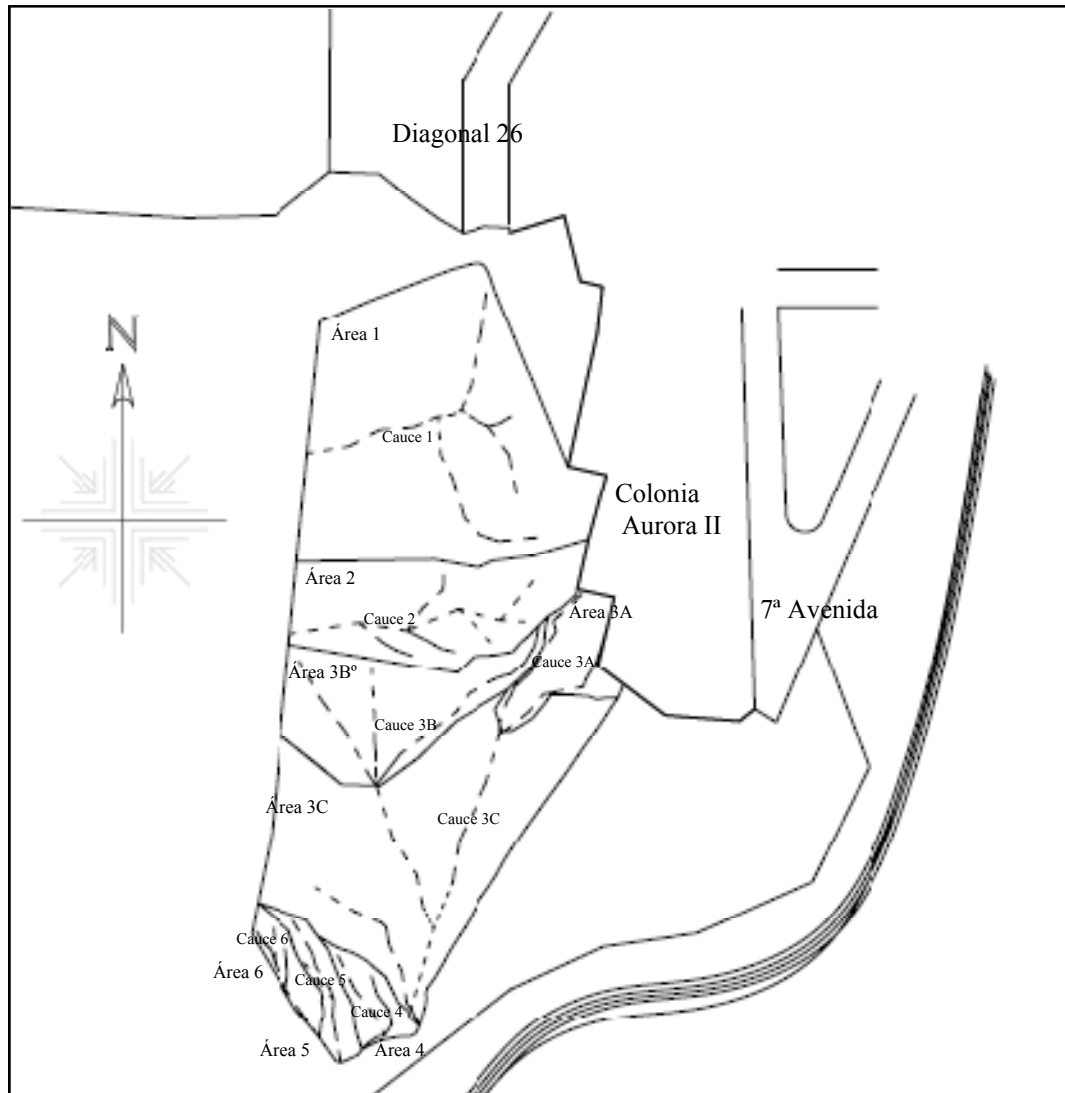 Diagonal 26
N
Área 1
Cauce 1
Colonia
Aurora II
Área 2
Cauce 2
Área 3A
7ª Avenida
Cauce 3A
Área 3Bº
Cauce 3B
Área 3C
Cauce 3C
Cauce 6
Área 6
Cauce 5
Cauce 4
Área 5
Área 4